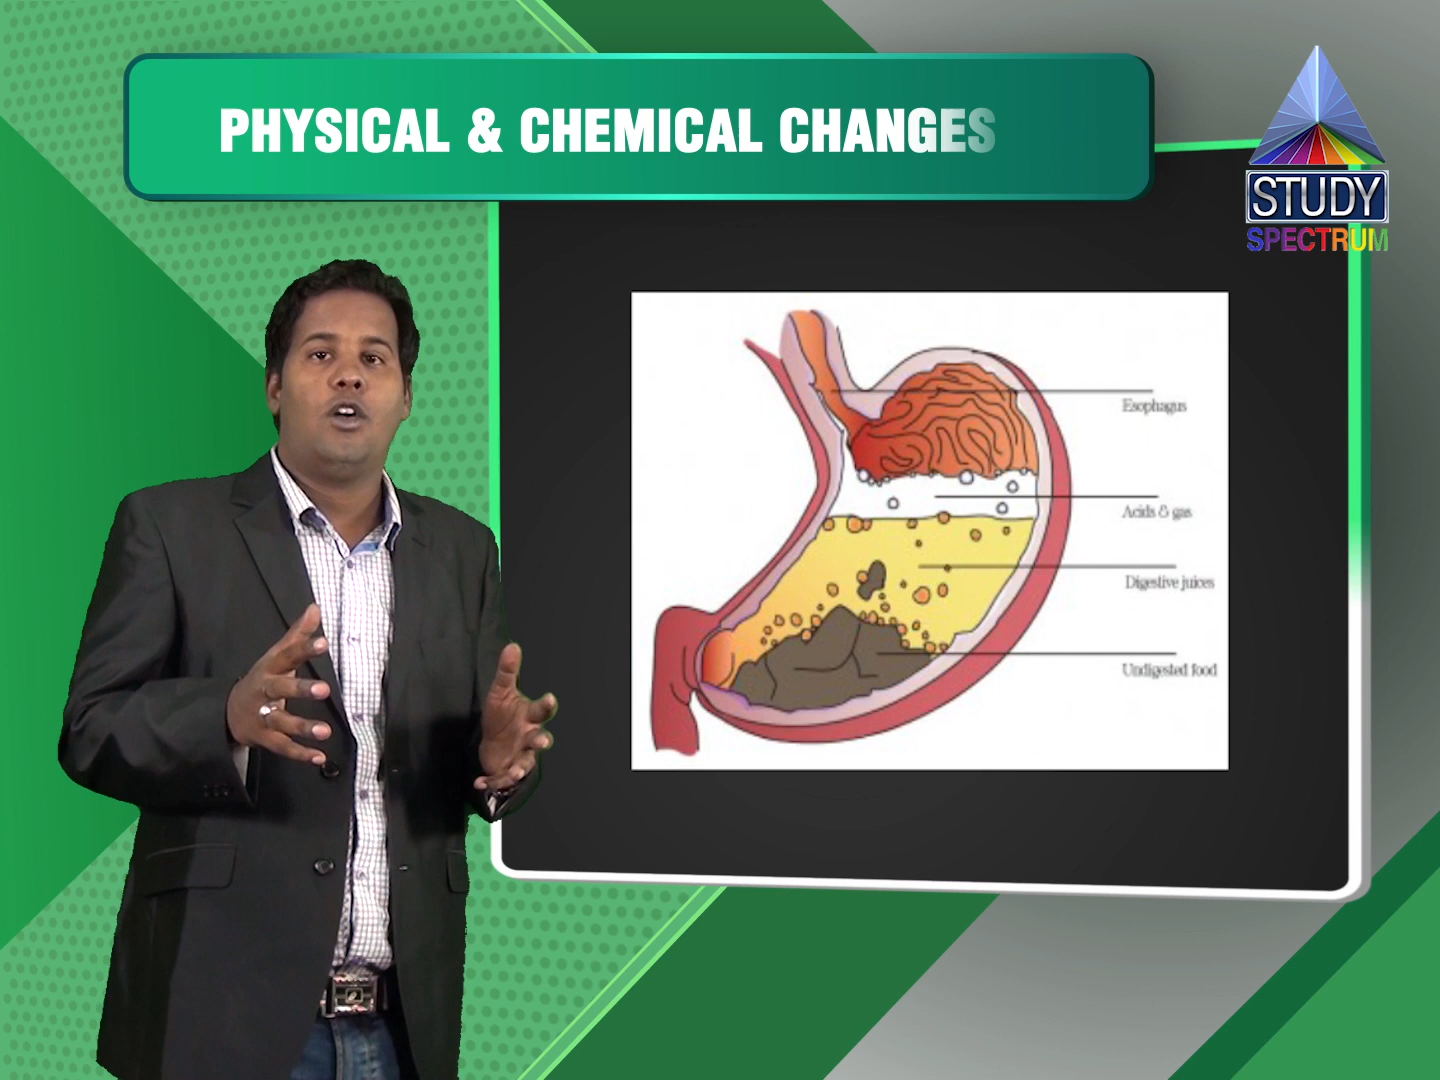 PHYSICAL & CHEMICAL CHANGES
STUDY
SPECTRUM
Esophagus
Acids & gas
Digestive juices
Undigested food